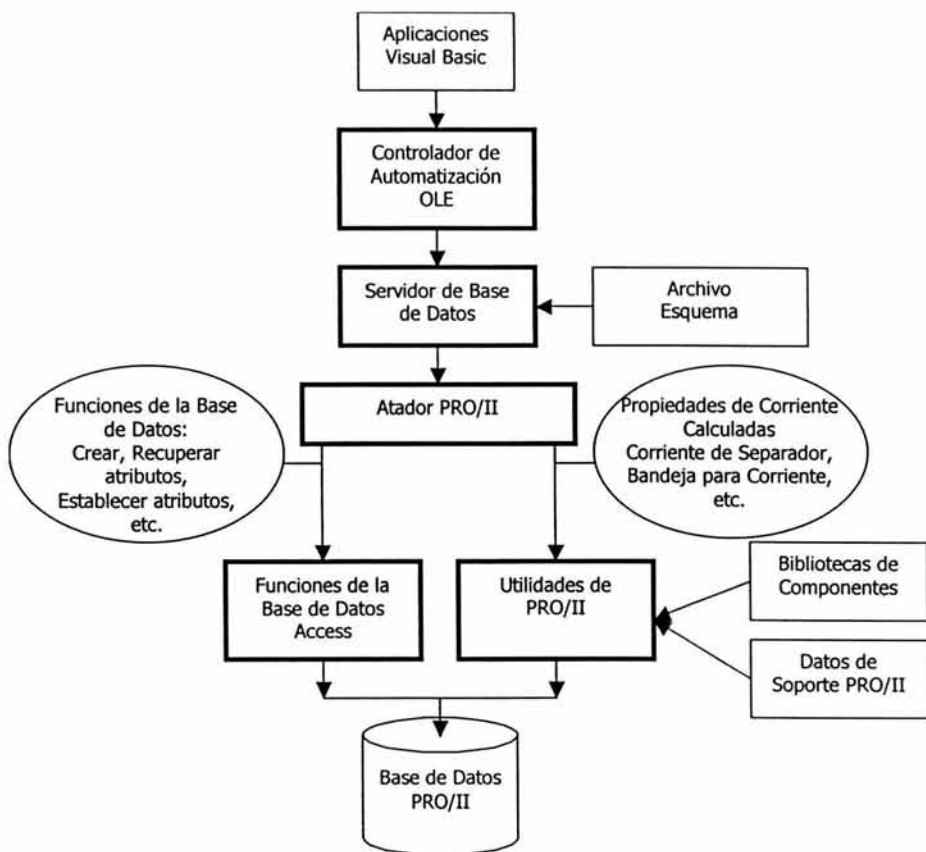 Aplicaciones
Visual Basic
Controlador de
Automatización
OLE
Servidor de Base
de Datos
Archivo
Esquema
Atador PRO/II
Funciones de la Base
de Datos:
Crear, Recuperar
atributos,
Establecer atributos,
etc.
Propiedades de Corriente
Calculadas
Corriente de Separador,
Bandeja para Corriente,
etc.
Funciones de la
Base de Datos
Access
Utilidades de
PRO/II
Bibliotecas de
Componentes
Datos de
Soporte PRO/II
Base de Datos
PRO/II